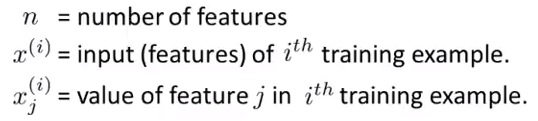 n = number of features
x^{(i)} = input (features) of i^{th} training example.
x_j^{(i)} = value of feature j in i^{th} training example.